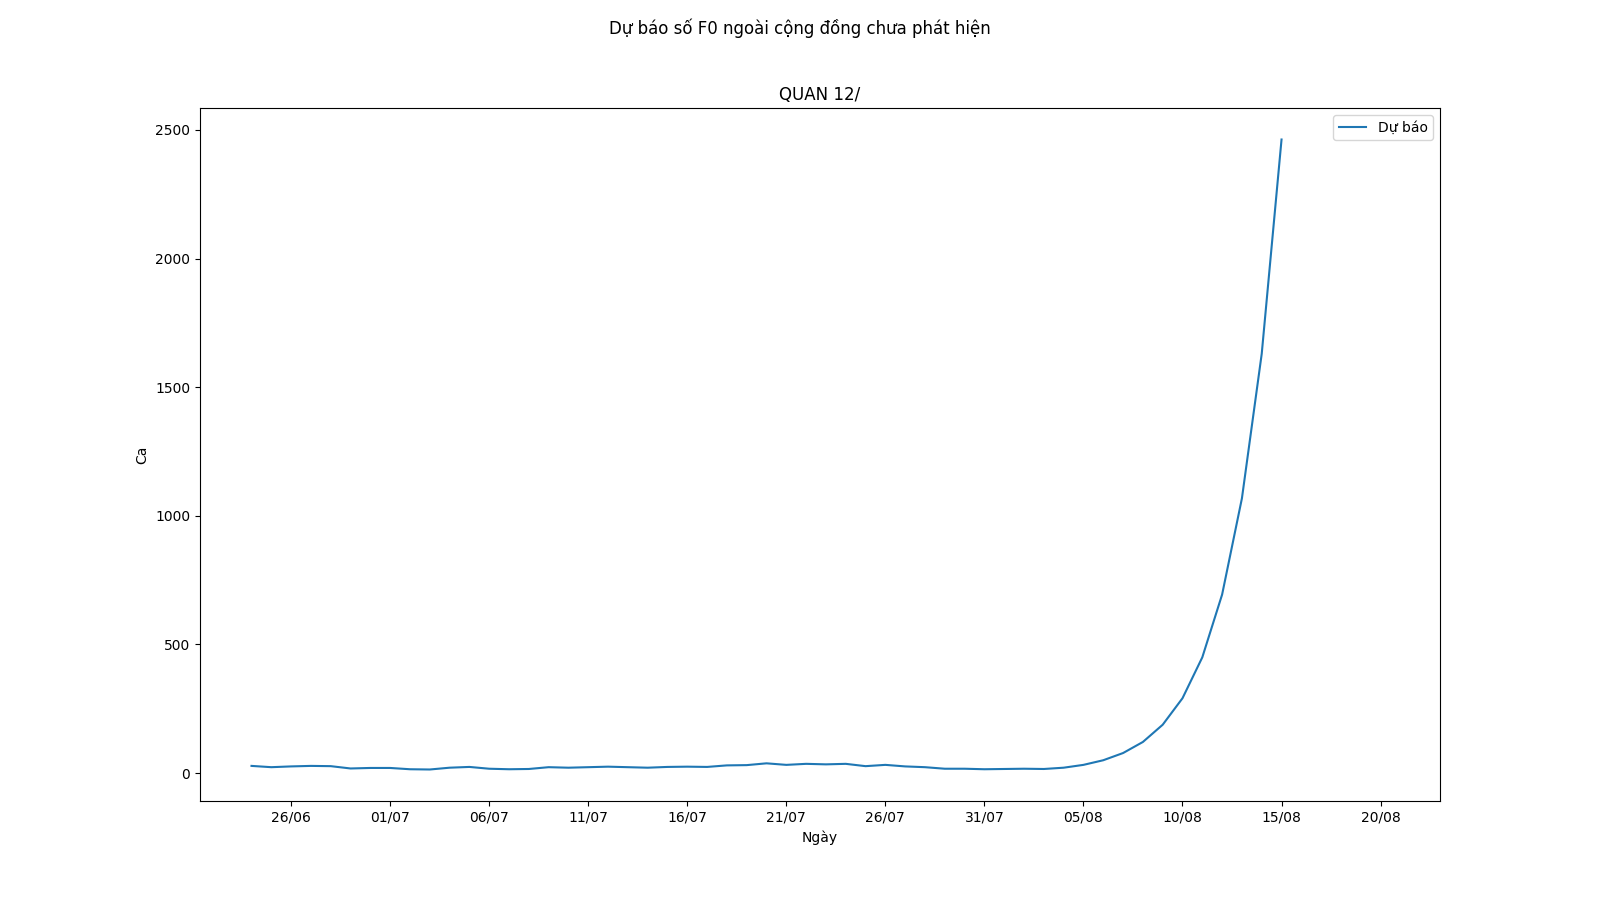 Dự báo số F0 ngoài cộng đồng chưa phát hiện
QUAN 12/
Dự báo
2500
2000
1500
1000
500
0
Ca
26/06 01/07 06/07 11/07 16/07 21/07 26/07 31/07 05/08 10/08 15/08 20/08
Ngày